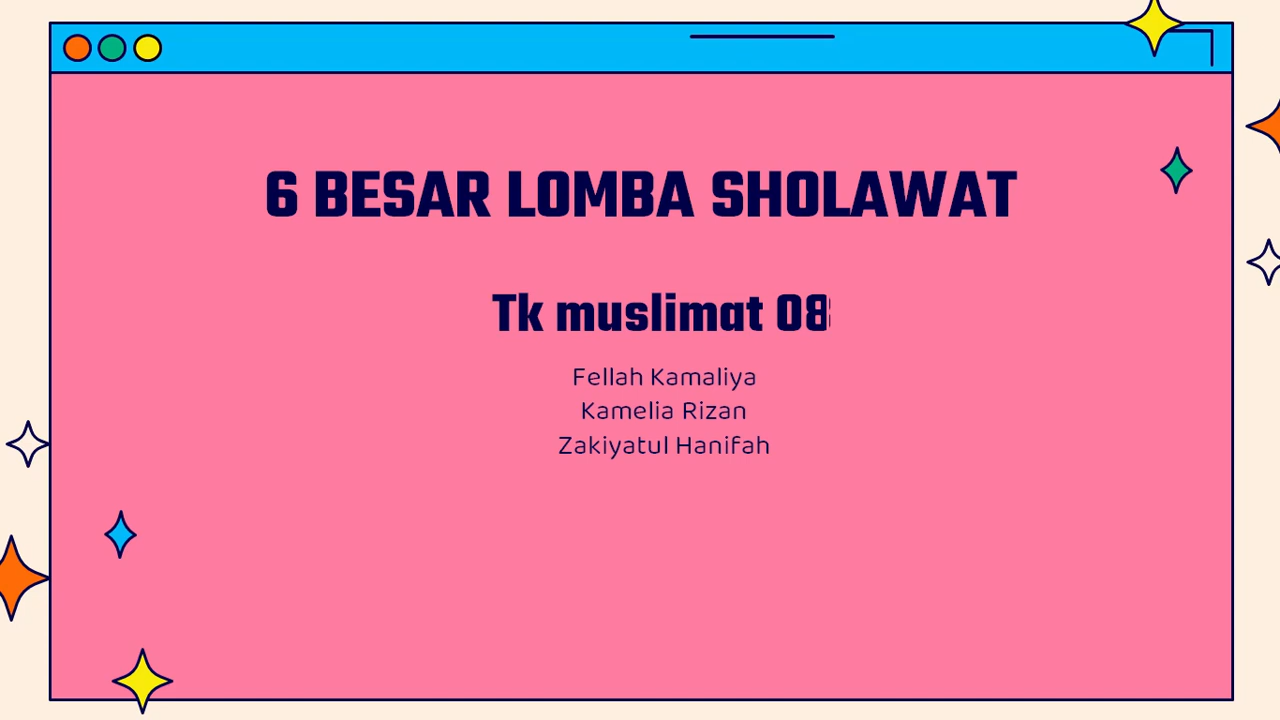 6 BESAR LOMBA SHOLAWAT
Tk muslimat 08
Fellah Kamaliya
Kamelia Rizan
Zakiyatul Hanifah